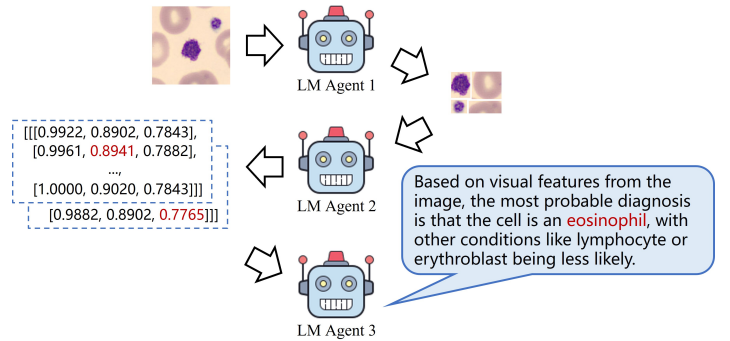 LM Agent 1
[[[0.9922, 0.8902, 0.7843],
[0.9961, 0.8941, 0.7882],
...,
[1.0000, 0.9020, 0.7843]]]
[0.9882, 0.8902, 0.7765]]]
LM Agent 2
Based on visual features from the
image, the most probable diagnosis
is that the cell is an eosinophil, with
other conditions like lymphocyte or
erythroblast being less likely.
LM Agent 3